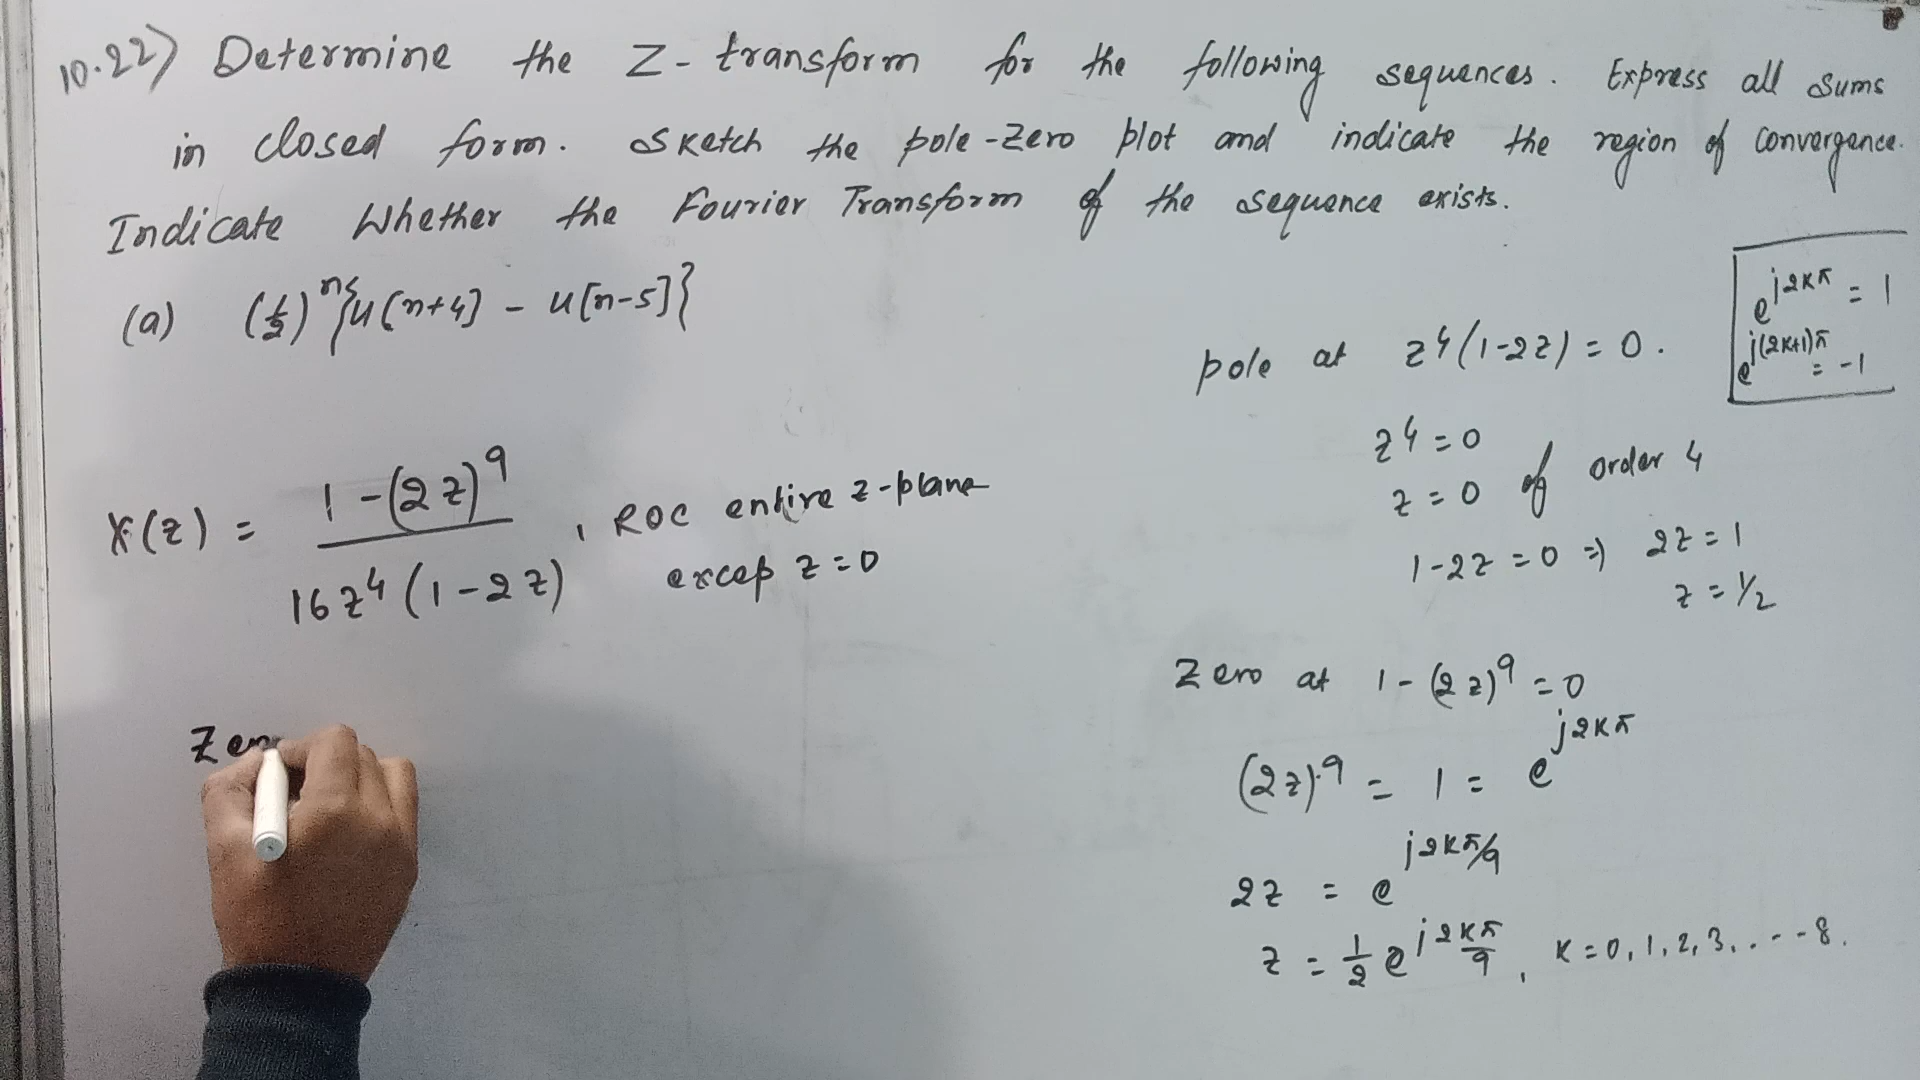 10.22) Determine the Z-transform for the following sequences. Express all sums
in closed form. Sketch the pole-zero plot and indicate the region of convergence.
Indicate Whether the Fourier Transform of the sequence exists.
(a) (1/2)^n {u[n+4] - u[n-5]}
X(z) = (1-(2z)^9) / (16z^4(1-2z)) , ROC entire z-plane
excep z=0
Zero
e^{j2kπ} = 1
e^{j(2k+1)π} = -1
pole at z^4(1-2z) = 0.
z^4 = 0
z = 0 of order 4
1-2z = 0 ⇒ 2z = 1
z = 1/2
Zero at 1-(2z)^9 = 0
(2z)^9 = 1 = e^{j2kπ}
2z = e^{j2kπ/9}
z = 1/2 e^{j2kπ/9} , k = 0, 1, 2, 3, . - - 8.